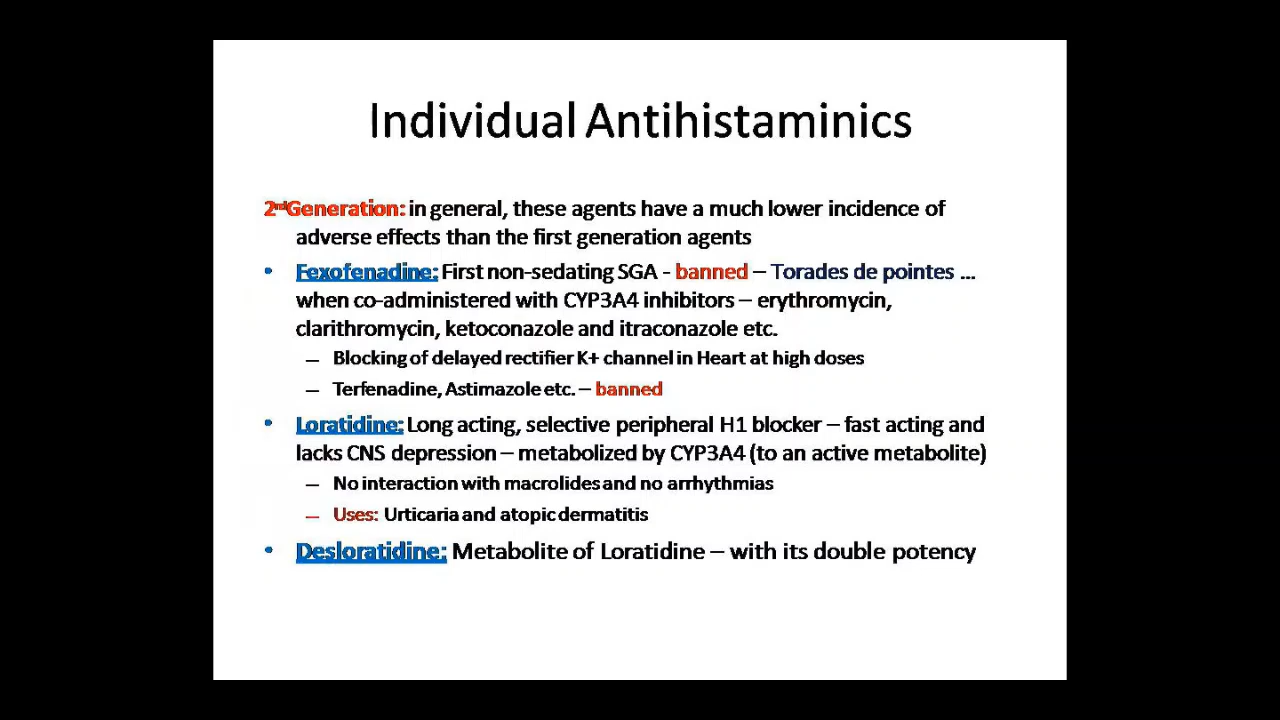 Individual Antihistaminics
2nd Generation: in general, these agents have a much lower incidence of
adverse effects than the first generation agents
• Fexofenadine: First non-sedating SGA - banned – Torades de pointes ...
when co-administered with CYP3A4 inhibitors – erythromycin,
clarithromycin, ketoconazole and itraconazole etc.
– Blocking of delayed rectifier K+ channel in Heart at high doses
– Terfenadine, Astimazole etc. – banned
• Loratidine: Long acting, selective peripheral H1 blocker – fast acting and
lacks CNS depression – metabolized by CYP3A4 (to an active metabolite)
– No interaction with macrolides and no arrhythmias
– Uses: Urticaria and atopic dermatitis
• Desloratidine: Metabolite of Loratidine – with its double potency